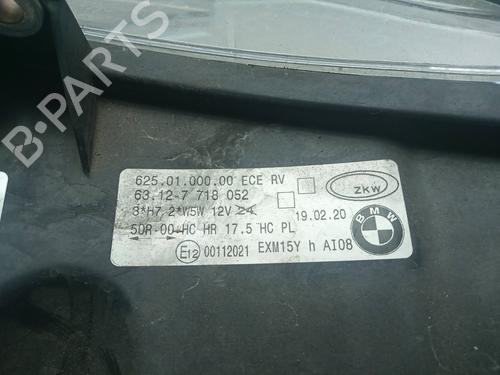 B-PARTS
625.01.000.00 ECE RV
ZKW
63.12-7 718 052
3*H7 2*W5W 12V 24
19.02.20
BMW
5DR-00 HC HR 17.5 HC PL
E12 00112021 EXM15Y h AI08